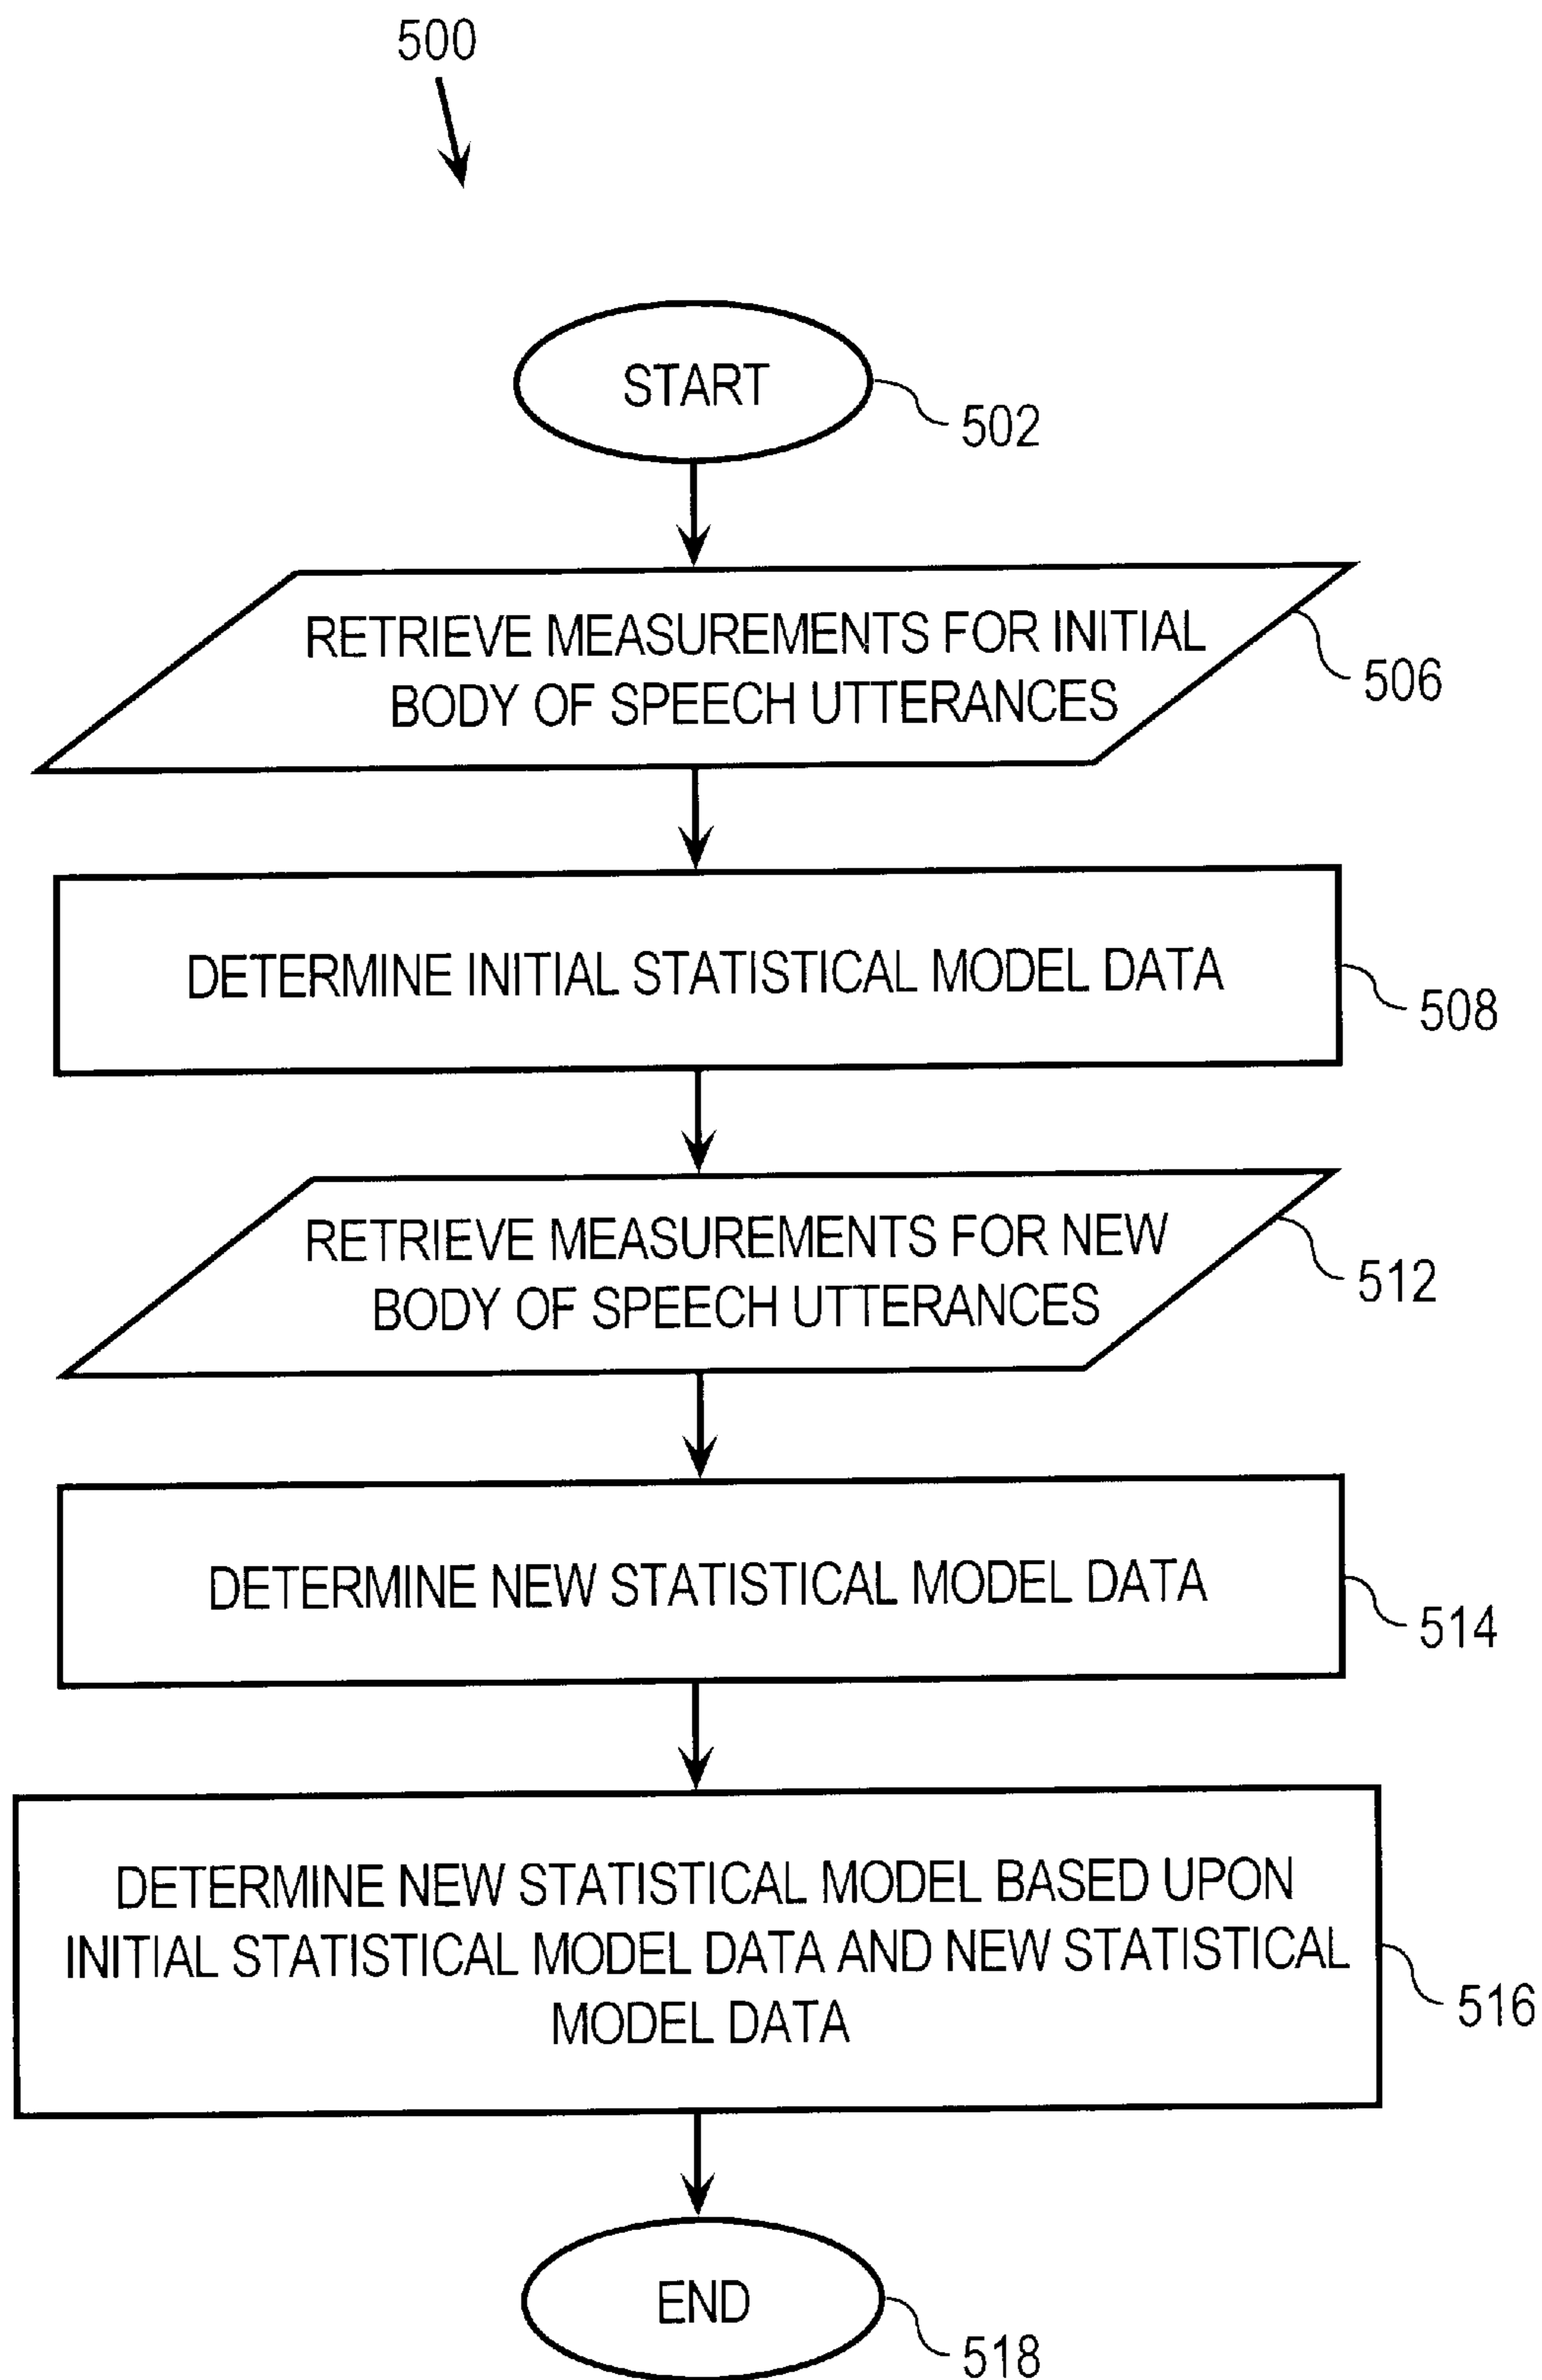 500
START
502
RETRIEVE MEASUREMENTS FOR INITIAL
BODY OF SPEECH UTTERANCES
506
DETERMINE INITIAL STATISTICAL MODEL DATA
508
RETRIEVE MEASUREMENTS FOR NEW
BODY OF SPEECH UTTERANCES
512
DETERMINE NEW STATISTICAL MODEL DATA
514
DETERMINE NEW STATISTICAL MODEL BASED UPON
INITIAL STATISTICAL MODEL DATA AND NEW STATISTICAL
MODEL DATA
516
END
518